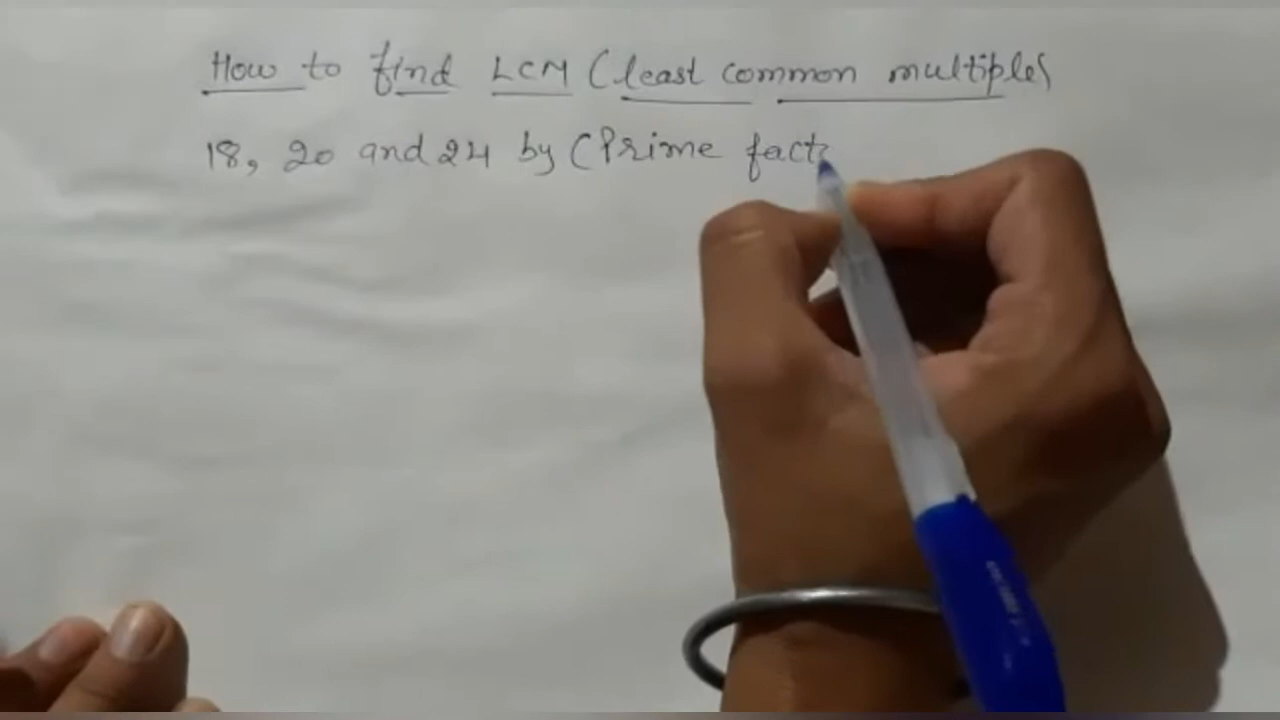 How to find LCM (least common multiples
18, 20 and 24 by (Prime fact